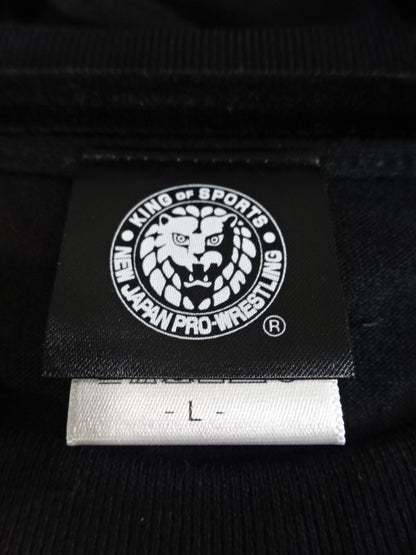 KING OF SPORTS
NEW JAPAN PRO-WRESTLING
®
- L -